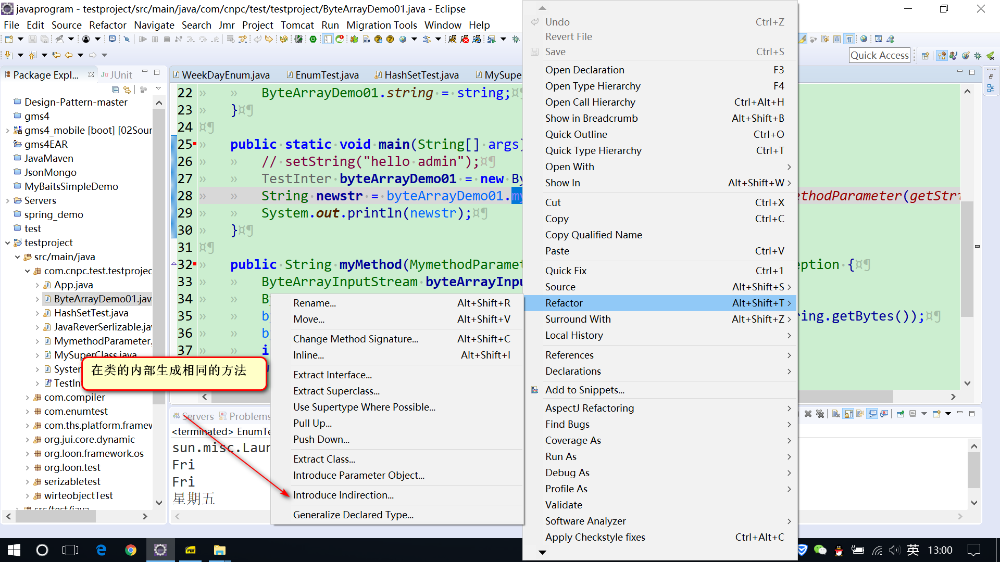 javaprogram - testproject/src/main/java/com/cnpc/test/testproject/ByteArrayDemo01.java - Eclipse
File Edit Source Refactor Navigate Search Jmr Project Tomcat Run Migration Tools Window Help
Quick Access
Package Expl...
JUnit
Design-Pattern-master
gms4
gms4_mobile [boot] [02Sour
gms4EAR
JavaMaven
JsonMongo
MyBaitsSimpleDemo
Servers
spring_demo
test
testproject
src/main/java
com.cnpc.test.testprojec
App.java
ByteArrayDemo01.jav
HashSetTest.java
JavaReverSerlizable.jav
MymethodParameter.
MySuperClass.java
System
TestIn
com.compiler
com.enumtest
com.ths.platform.framew
org.jui.core.dynamic
org.loon.framework.os
org.loon.test
serizabletest
wirteobjectTest
src/test/java
WeekDayEnum.java EnumTest.java HashSetTest.java MySupe
22 ByteArrayDemo01.string = string;¤¶
23 }¤¶
24 ¤¶
25 public static void main(String[] args)
26 // setString("hello admin");¤¶
27 TestInter byteArrayDemo01 = new By
28 String newstr = byteArrayDemo01.my ethodParameter(getStri
29 System.out.println(newstr);¤¶
30 }¤¶
31 ¤¶
32 public String myMethod(MymethodParamet eption {¤¶
33 ByteArrayInputStream byteArrayInpu
34 B
35 by ring.getBytes());¤¶
36 by
37 i
在类的内部生成相同的方法
Servers Problems
<terminated> EnumTe
sun.misc.Laun
Fri
Fri
星期五
Rename... Alt+Shift+R
Move... Alt+Shift+V
Change Method Signature... Alt+Shift+C
Inline... Alt+Shift+I
Extract Interface...
Extract Superclass...
Use Supertype Where Possible...
Pull Up...
Push Down...
Extract Class...
Introduce Parameter Object...
Introduce Indirection...
Generalize Declared Type...
Undo Ctrl+Z
Revert File
Save Ctrl+S
Open Declaration F3
Open Type Hierarchy F4
Open Call Hierarchy Ctrl+Alt+H
Show in Breadcrumb Alt+Shift+B
Quick Outline Ctrl+O
Quick Type Hierarchy Ctrl+T
Open With
Show In Alt+Shift+W
Cut Ctrl+X
Copy Ctrl+C
Copy Qualified Name
Paste Ctrl+V
Quick Fix Ctrl+1
Source Alt+Shift+S
Refactor Alt+Shift+T
Surround With Alt+Shift+Z
Local History
References
Declarations
Add to Snippets...
AspectJ Refactoring
Find Bugs
Coverage As
Run As
Debug As
Profile As
Validate
Software Analyzer
Apply Checkstyle fixes Ctrl+Alt+C
英 13:00